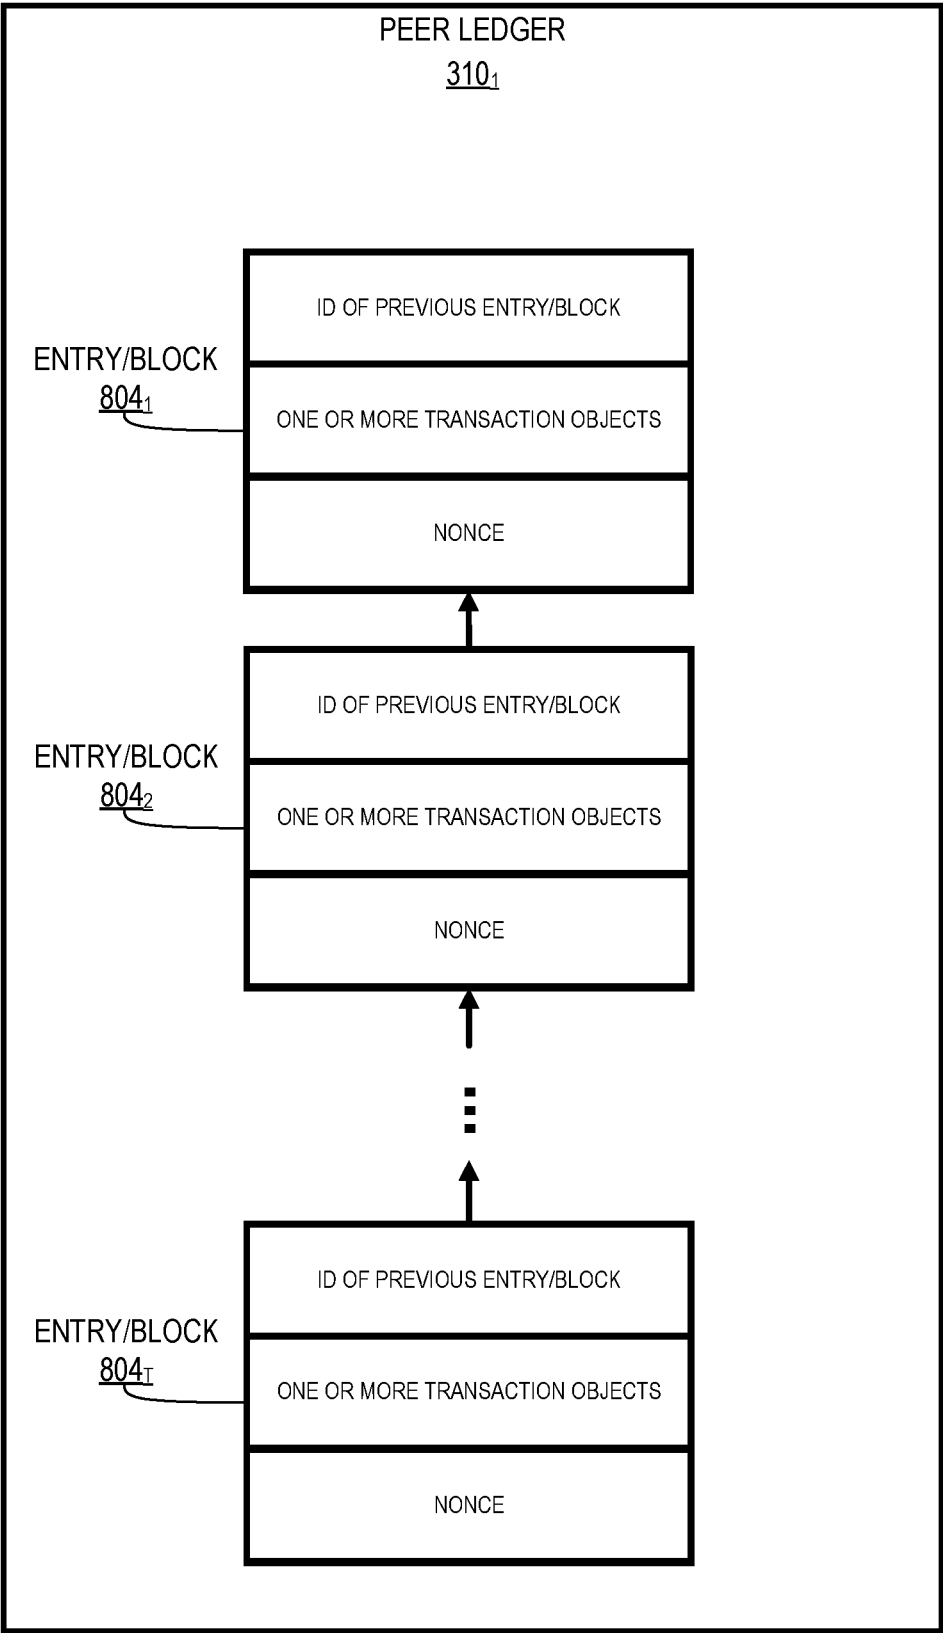 PEER LEDGER
310₁
ID OF PREVIOUS ENTRY/BLOCK
ENTRY/BLOCK
804₁
ONE OR MORE TRANSACTION OBJECTS
NONCE
ID OF PREVIOUS ENTRY/BLOCK
ENTRY/BLOCK
804₂
ONE OR MORE TRANSACTION OBJECTS
NONCE
ID OF PREVIOUS ENTRY/BLOCK
ENTRY/BLOCK
804T
ONE OR MORE TRANSACTION OBJECTS
NONCE